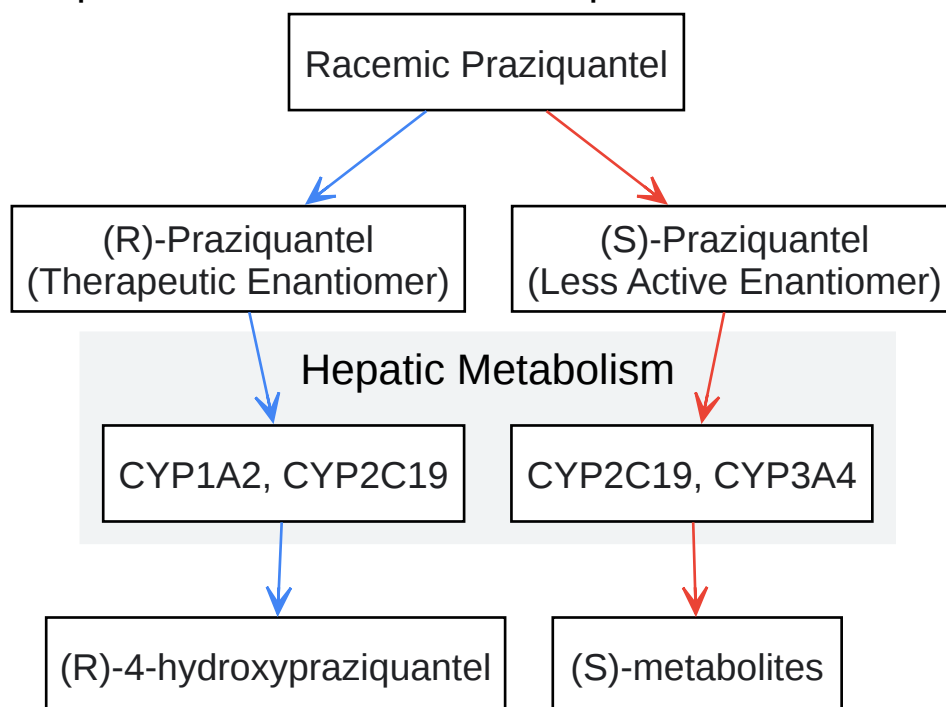 Racemic Praziquantel
(R)-Praziquantel
(Therapeutic Enantiomer)
(S)-Praziquantel
(Less Active Enantiomer)
Hepatic Metabolism
CYP1A2, CYP2C19
CYP2C19, CYP3A4
(R)-4-hydroxypraziquantel
(S)-metabolites